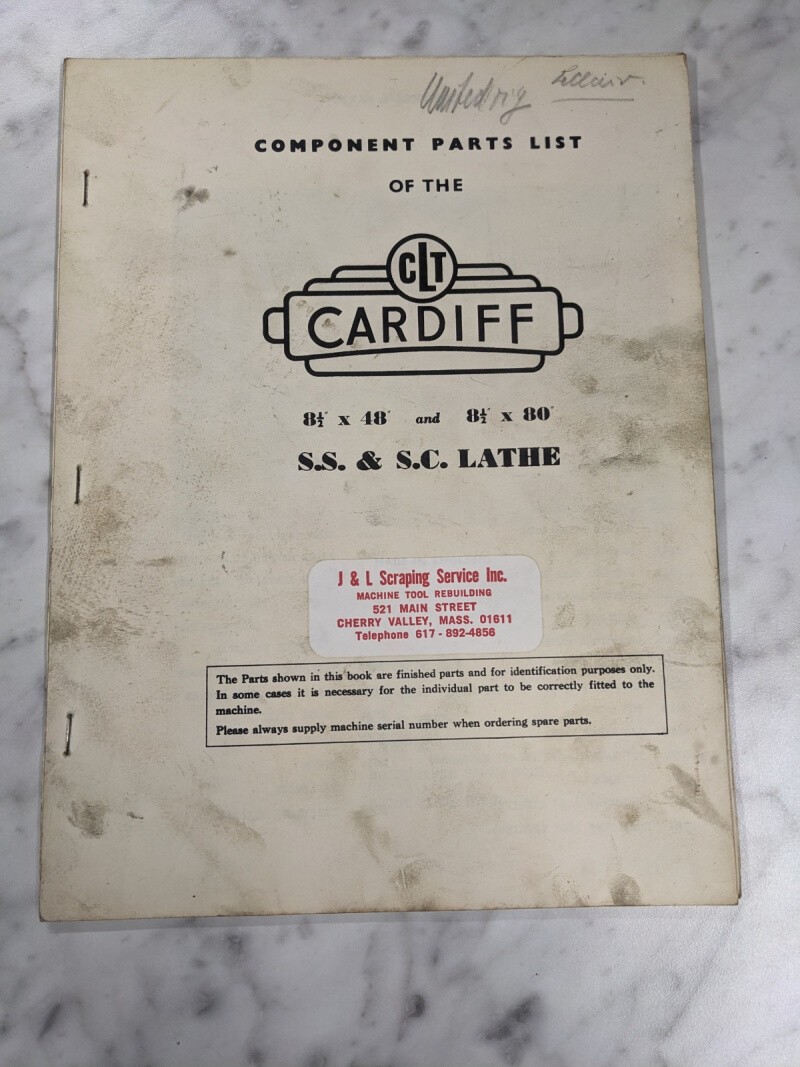 COMPONENT PARTS LIST
OF THE
CLT
CARDIFF
8½" x 48" and 8½" x 80"
S.S. & S.C. LATHE
J & L Scraping Service Inc.
MACHINE TOOL REBUILDING
521 MAIN STREET
CHERRY VALLEY, MASS. 01611
Telephone 617 - 892-4856
The Parts shown in this book are finished parts and for identification purposes only.
In some cases it is necessary for the individual part to be correctly fitted to the
machine.
Please always supply machine serial number when ordering spare parts.